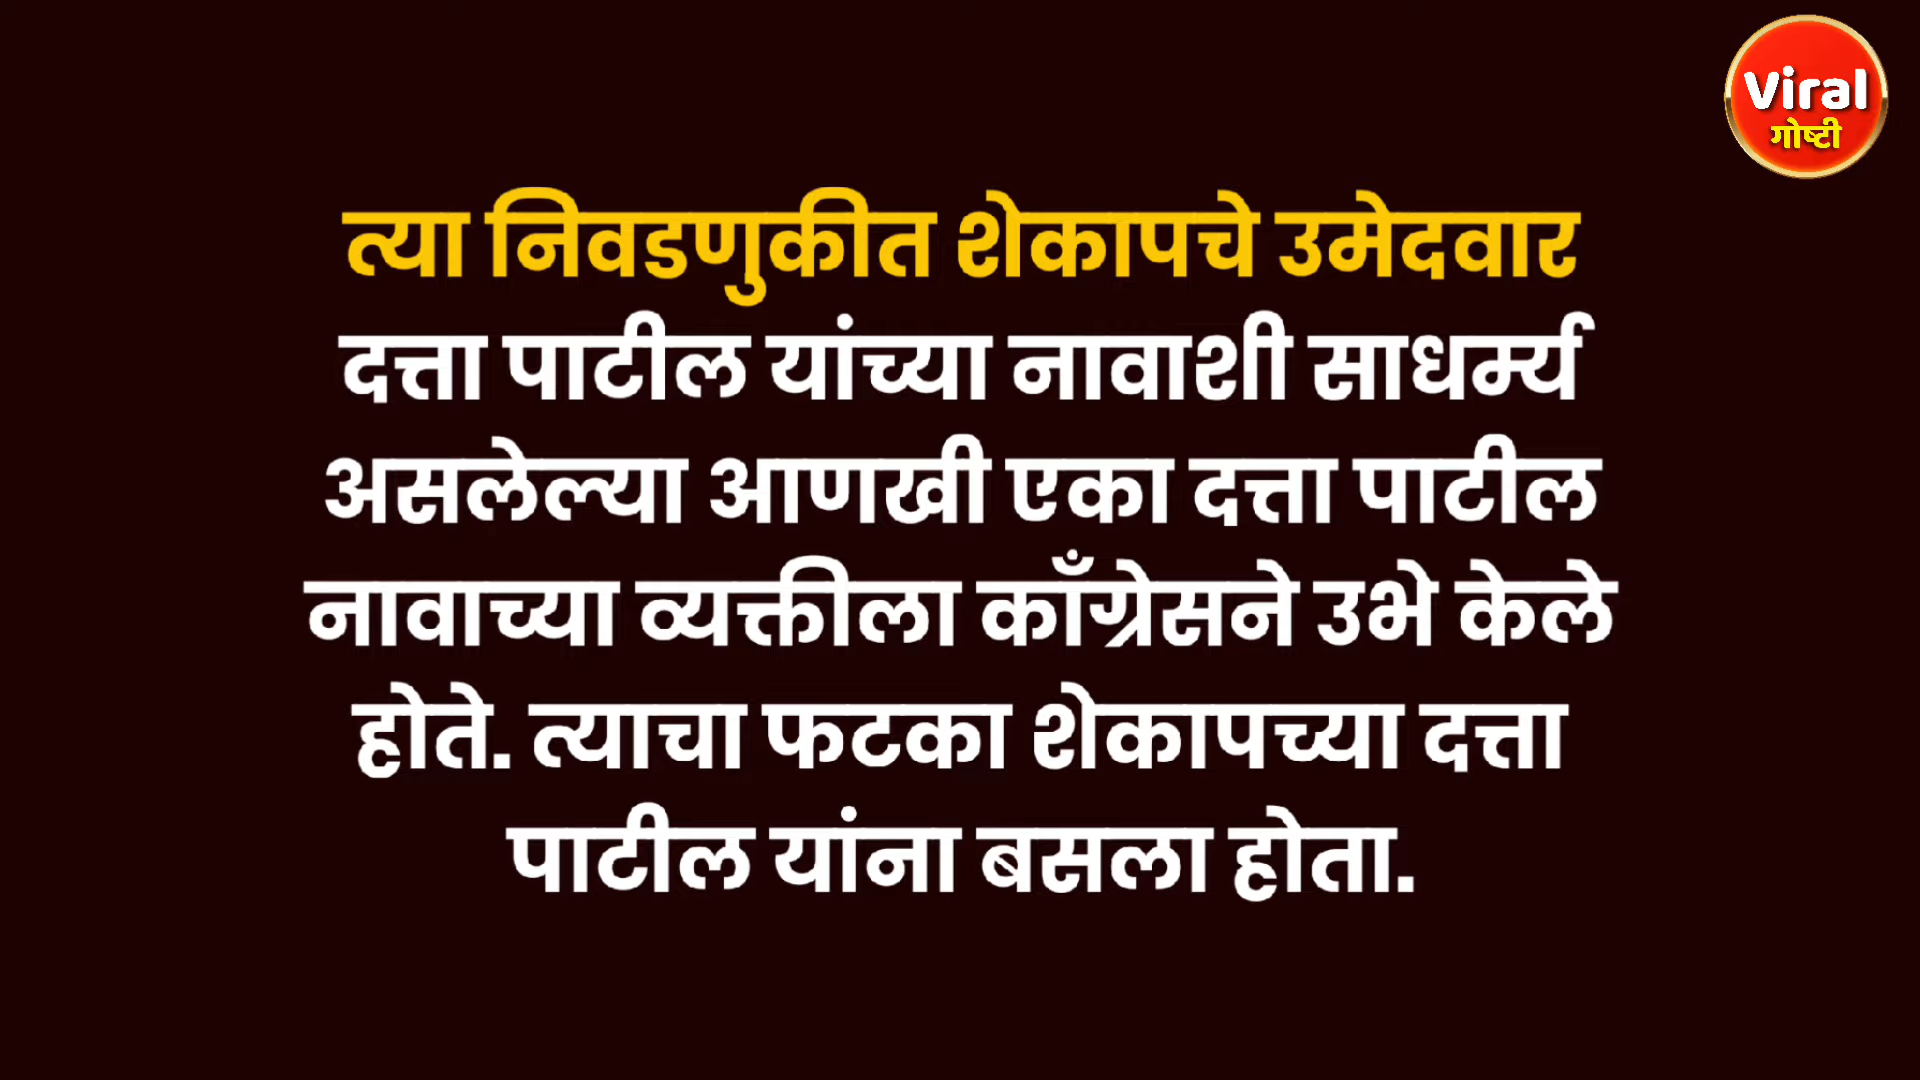 Viral
गोष्टी
त्या निवडणुकीत शेकापचे उमेदवार
दत्ता पाटील यांच्या नावाशी साधर्म्य
असलेल्या आणखी एका दत्ता पाटील
नावाच्या व्यक्तीला काँग्रेसने उभे केले
होते. त्याचा फटका शेकापच्या दत्ता
पाटील यांना बसला होता.